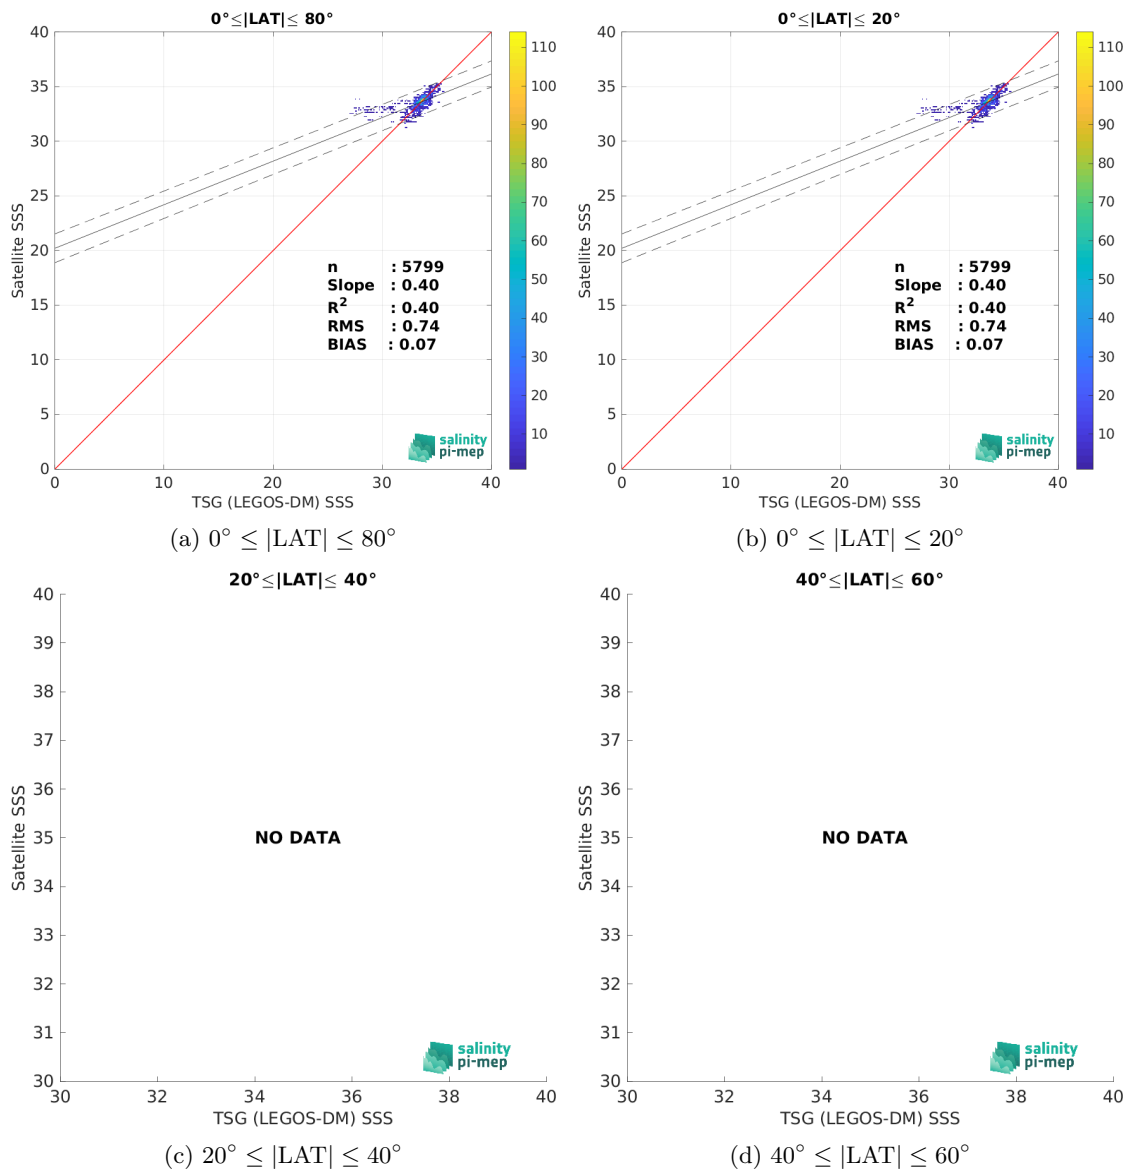 0°≤|LAT|≤ 80°
40
35
30
25
20
15
10
5
0
Satellite SSS
n : 5799
Slope : 0.40
R² : 0.40
RMS : 0.74
BIAS : 0.07
salinity
pi-mep
0 10 20 30 40
TSG (LEGOS-DM) SSS
110
100
90
80
70
60
50
40
30
20
10
(a) 0° ≤ |LAT| ≤ 80°
0°≤|LAT|≤ 20°
40
35
30
25
20
15
10
5
0
Satellite SSS
n : 5799
Slope : 0.40
R² : 0.40
RMS : 0.74
BIAS : 0.07
salinity
pi-mep
0 10 20 30 40
TSG (LEGOS-DM) SSS
110
100
90
80
70
60
50
40
30
20
10
(b) 0° ≤ |LAT| ≤ 20°
20°≤|LAT|≤ 40°
40
39
38
37
36
35
34
33
32
31
30
Satellite SSS
NO DATA
salinity
pi-mep
30 32 34 36 38 40
TSG (LEGOS-DM) SSS
(c) 20° ≤ |LAT| ≤ 40°
40°≤|LAT|≤ 60°
40
39
38
37
36
35
34
33
32
31
30
Satellite SSS
NO DATA
salinity
pi-mep
30 32 34 36 38 40
TSG (LEGOS-DM) SSS
(d) 40° ≤ |LAT| ≤ 60°